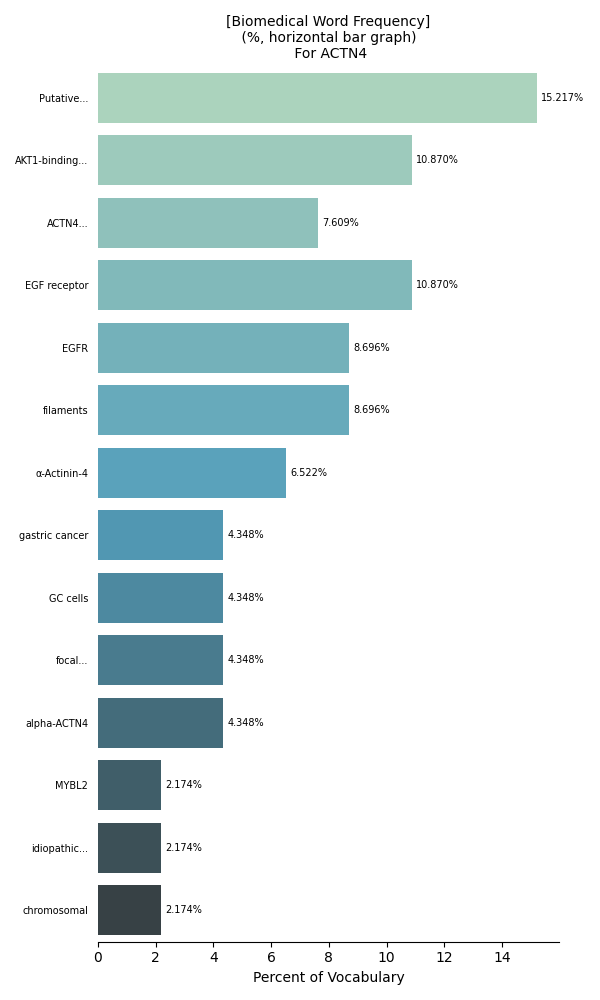 [Biomedical Word Frequency]
(%, horizontal bar graph)
For ACTN4
Putative... 15.217%
AKT1-binding... 10.870%
ACTN4... 7.609%
EGF receptor 10.870%
EGFR 8.696%
filaments 8.696%
α-Actinin-4 6.522%
gastric cancer 4.348%
GC cells 4.348%
focal... 4.348%
alpha-ACTN4 4.348%
MYBL2 2.174%
idiopathic... 2.174%
chromosomal 2.174%
0 2 4 6 8 10 12 14
Percent of Vocabulary